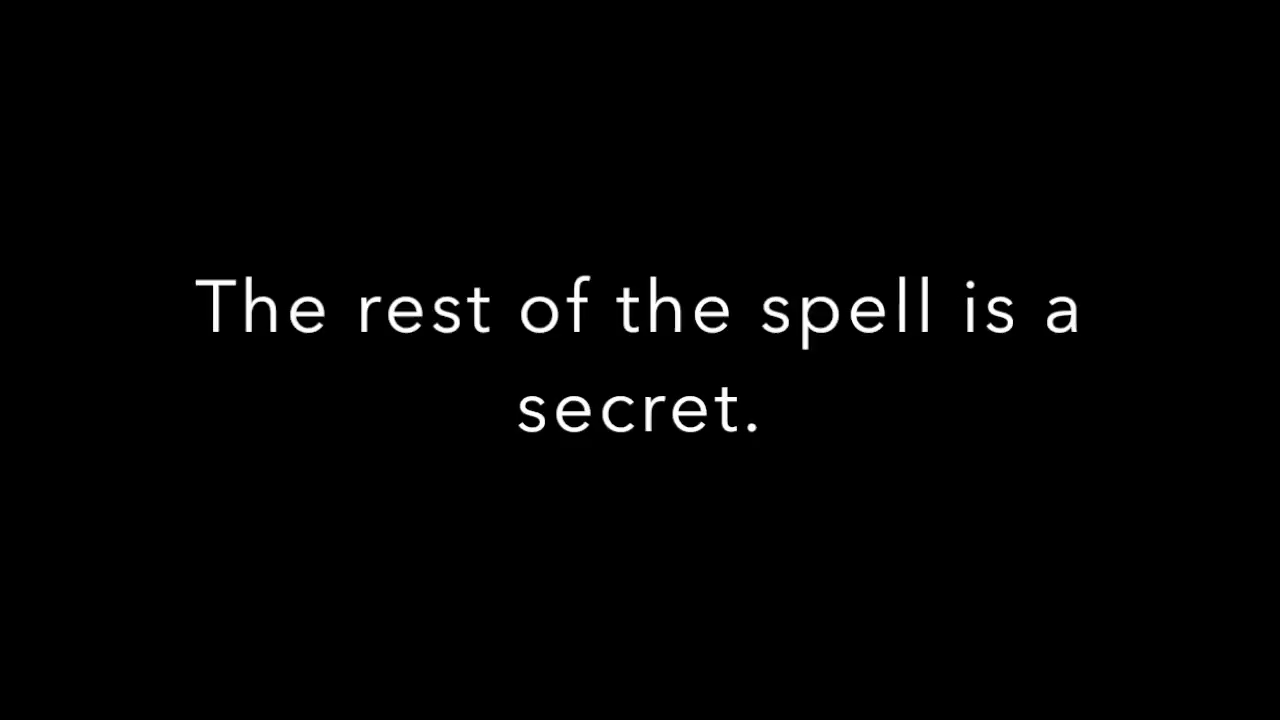 The rest of the spell is a
secret.